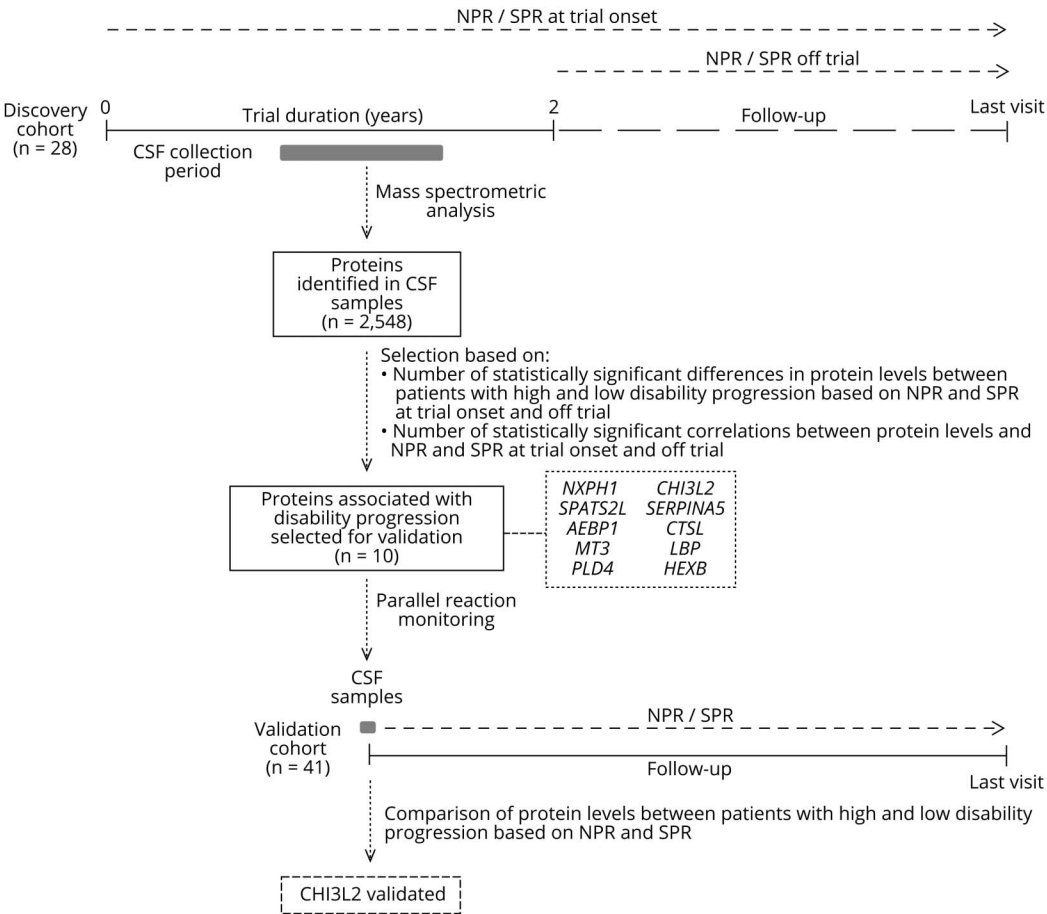 NPR / SPR at trial onset
NPR / SPR off trial
Discovery
cohort
(n = 28)
0
Trial duration (years)
2
Follow-up
Last visit
CSF collection
period
Mass spectrometric
analysis
Proteins
identified in CSF
samples
(n = 2,548)
Selection based on:
• Number of statistically significant differences in protein levels between
patients with high and low disability progression based on NPR and SPR
at trial onset and off trial
• Number of statistically significant correlations between protein levels and
NPR and SPR at trial onset and off trial
Proteins associated with
disability progression
selected for validation
(n = 10)
NXPH1 CHI3L2
SPATS2L SERPINA5
AEBP1 CTSL
MT3 LBP
PLD4 HEXB
Parallel reaction
monitoring
CSF
samples
Validation
cohort
(n = 41)
NPR / SPR
Follow-up
Last visit
Comparison of protein levels between patients with high and low disability
progression based on NPR and SPR
CHI3L2 validated